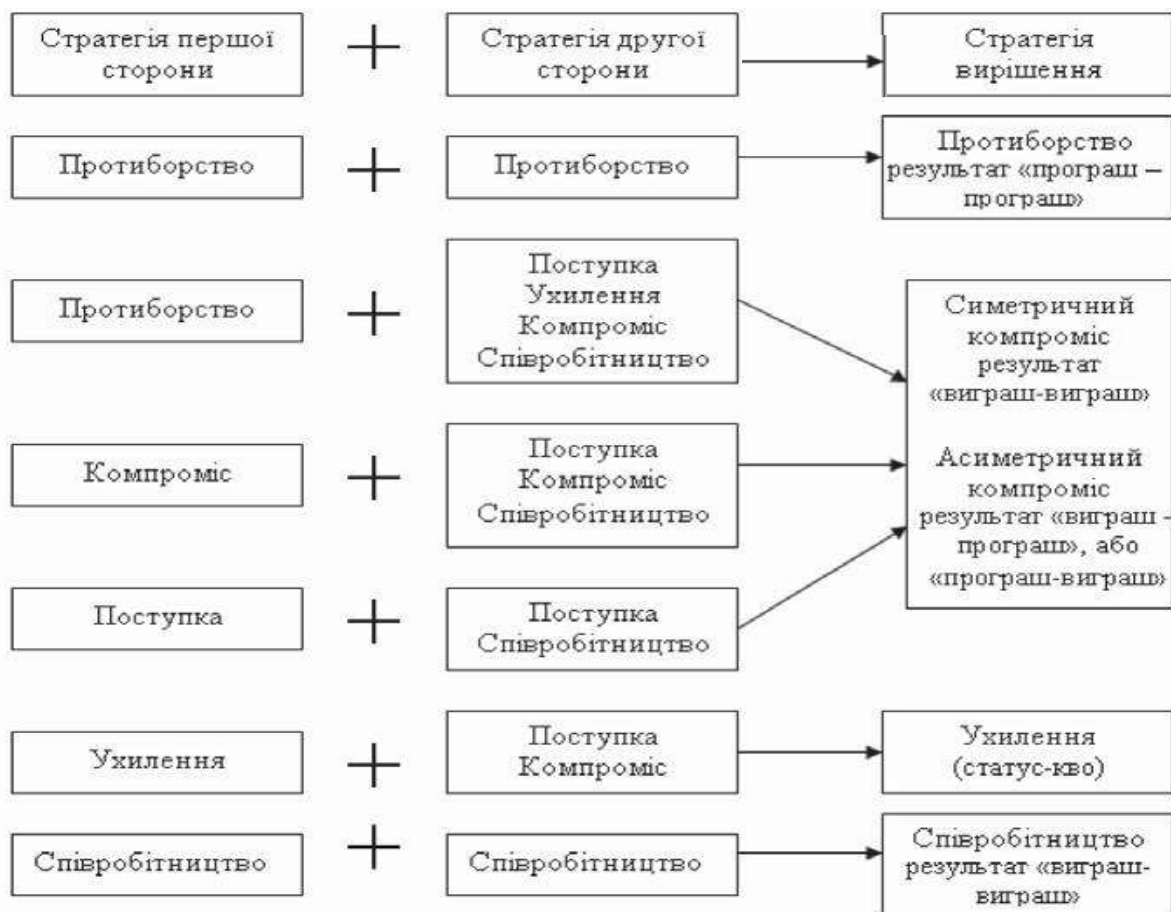 Стратегія першої
сторони
+
Стратегія другої
сторони
Стратегія
вирішення
Протиборство
+
Протиборство
Протиборство
результат «програш –
програш»
Протиборство
+
Поступка
Ухилення
Компроміс
Співробітництво
Компроміс
+
Поступка
Компроміс
Співробітництво
Поступка
+
Поступка
Співробітництво
Симетричний
компроміс
результат
«виграш-виграш»
Асиметричний
компроміс
результат «виграш –
програш», або
«програш-виграш»
Ухилення
+
Поступка
Компроміс
Ухилення
(статус-кво)
Співробітництво
+
Співробітництво
Співробітництво
результат «виграш-
виграш»